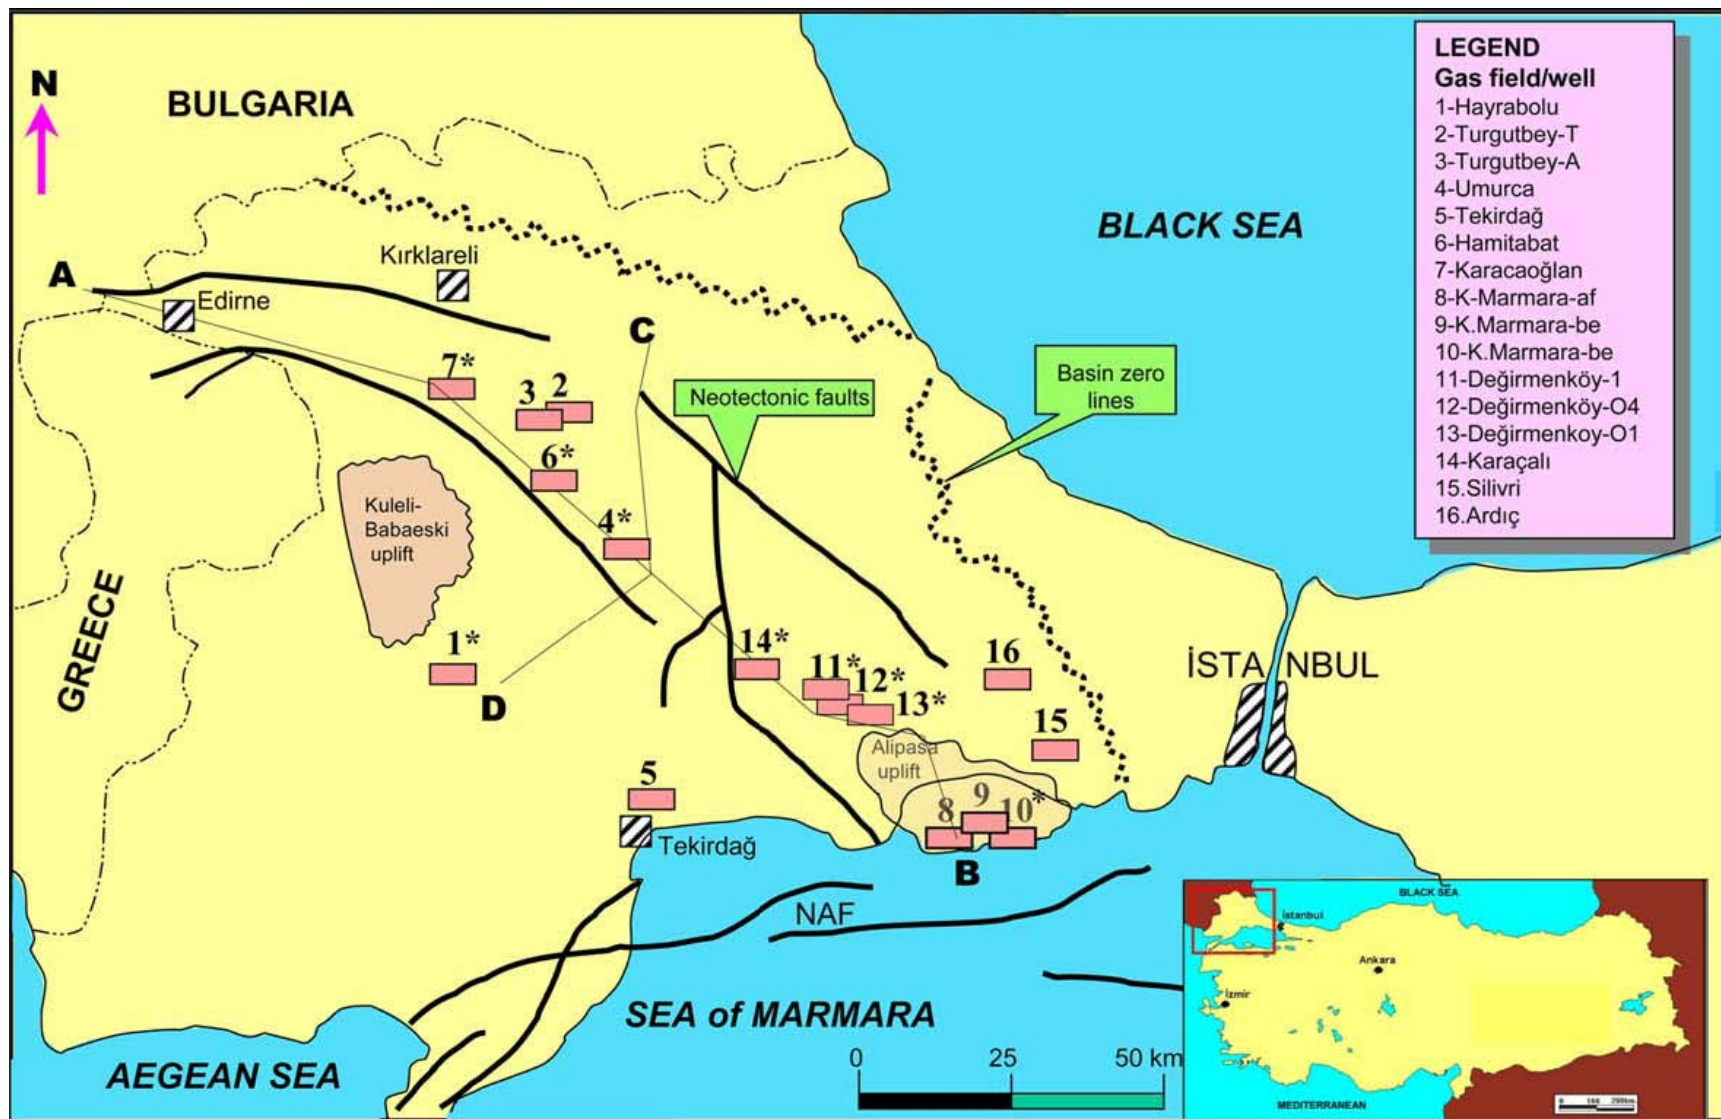 N
BULGARIA
BLACK SEA
LEGEND
Gas field/well
1-Hayrabolu
2-Turgutbey-T
3-Turgutbey-A
4-Umurca
5-Tekirdağ
6-Hamitabat
7-Karacaoğlan
8-K-Marmara-af
9-K.Marmara-be
10-K.Marmara-be
11-Değirmenköy-1
12-Değirmenköy-O4
13-Değirmenkoy-O1
14-Karaçalı
15.Silivri
16.Ardıç
Kırklareli
A
Edirne
C
7*
3
2
Neotectonic faults
Basin zero
lines
6*
Kuleli-
Babaeski
uplift
4*
GREECE
1*
D
14*
11*
12*
13*
16
İSTA NBUL
15
Alipasa
uplift
5
8
9
10*
Tekirdağ
B
NAF
SEA of MARMARA
AEGEAN SEA
0 25 50 km
BLACK SEA
İstanbul
Ankara
İzmir
MEDITERRANEAN
0 100 200km